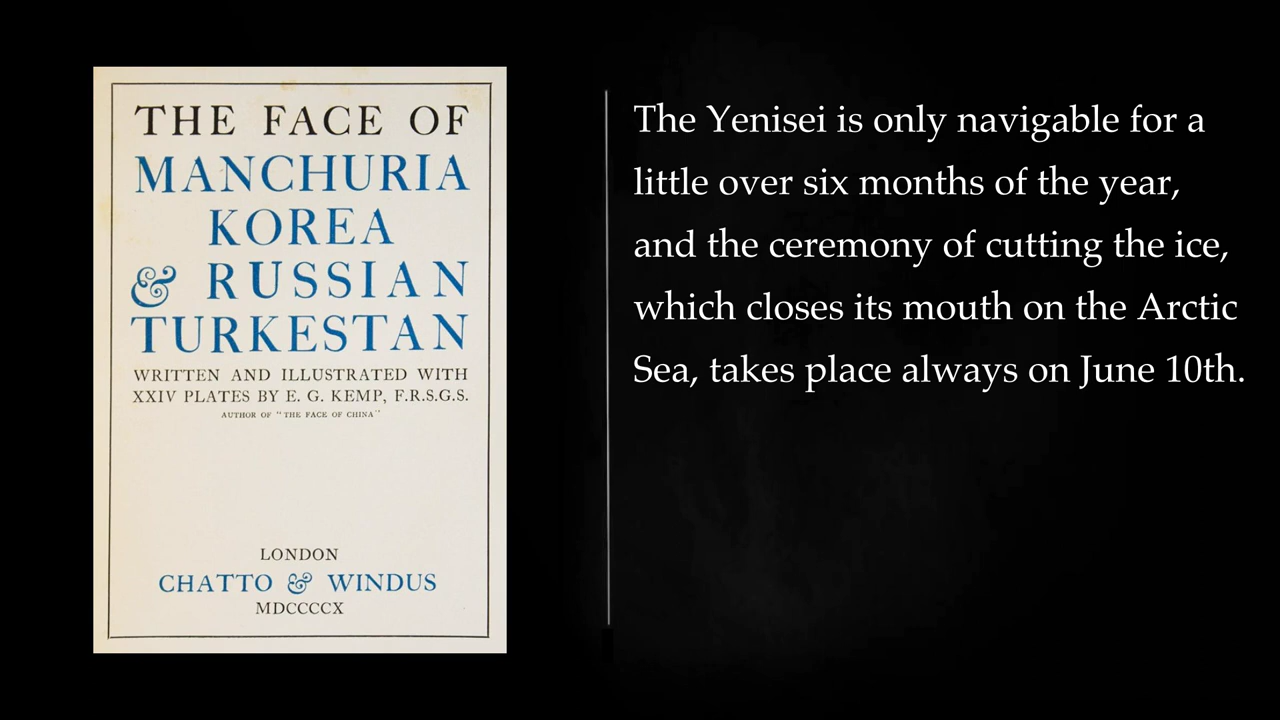 THE FACE OF
MANCHURIA
KOREA
& RUSSIAN
TURKESTAN
WRITTEN AND ILLUSTRATED WITH
XXIV PLATES BY E. G. KEMP, F.R.S.G.S.
AUTHOR OF "THE FACE OF CHINA"
LONDON
CHATTO & WINDUS
MDCCCCX
The Yenisei is only navigable for a
little over six months of the year,
and the ceremony of cutting the ice,
which closes its mouth on the Arctic
Sea, takes place always on June 10th.